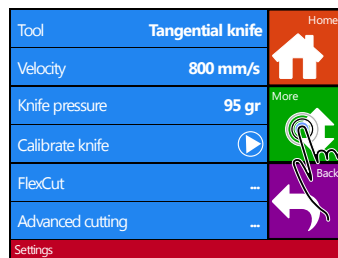 Tool Tangential knife
Home
Velocity 800 mm/s
Knife pressure 95 gr
More
Calibrate knife
FlexCut ...
Back
Advanced cutting ...
Settings